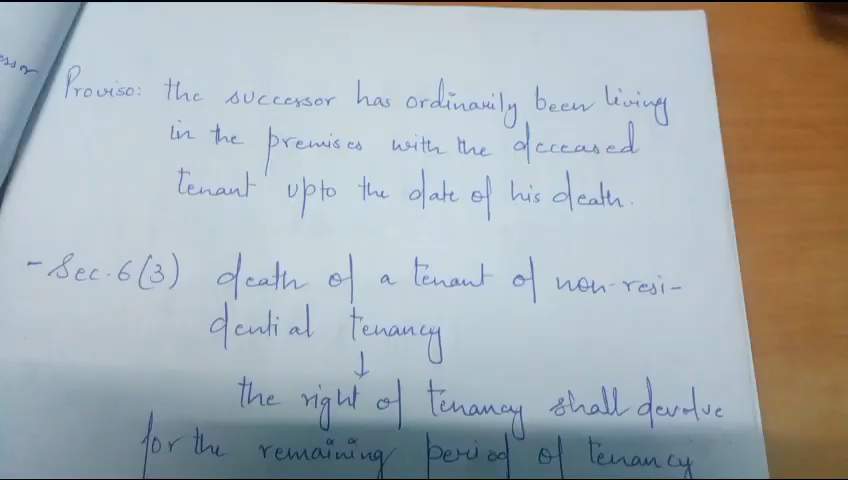 Proviso: the successor has ordinarily been living
in the premises with the deceased
tenant upto the date of his death.
- Sec. 6(3) death of a tenant of non-resi-
dential tenancy
↓
the right of tenancy shall devolve
for the remaining period of tenancy